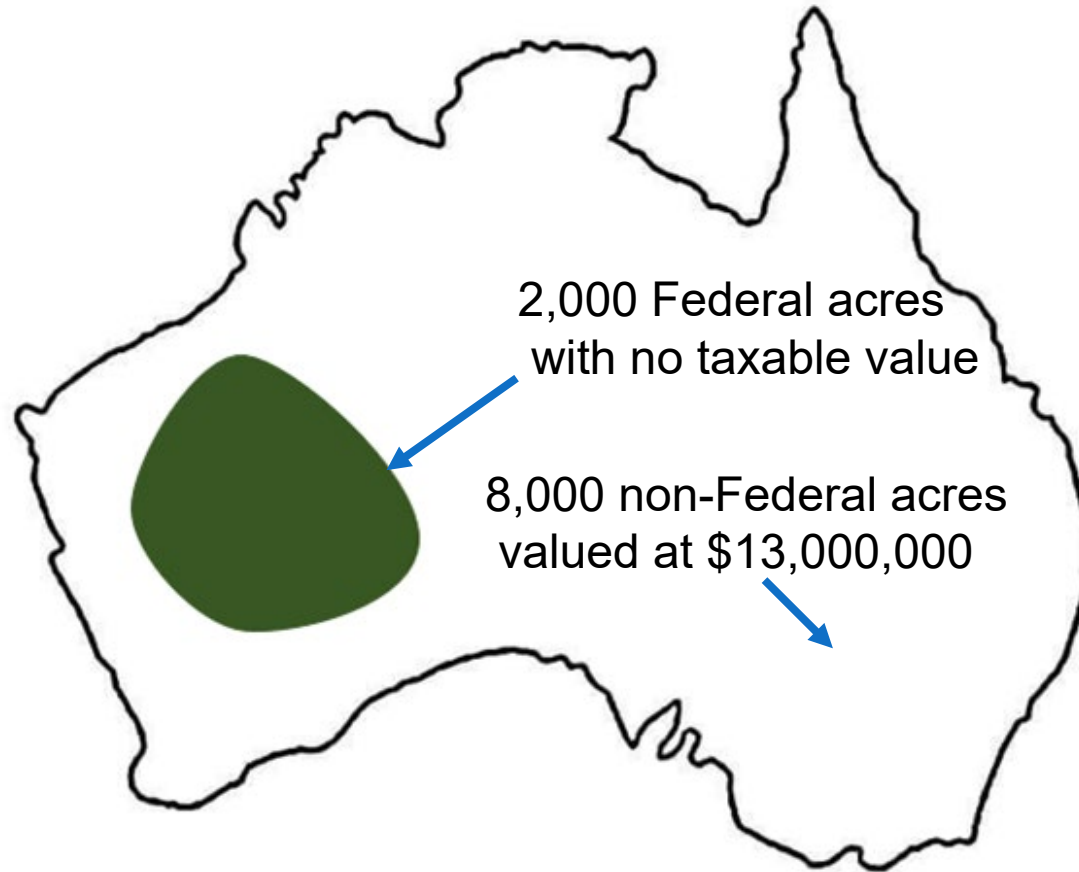 2,000 Federal acres
with no taxable value
8,000 non-Federal acres
valued at $13,000,000